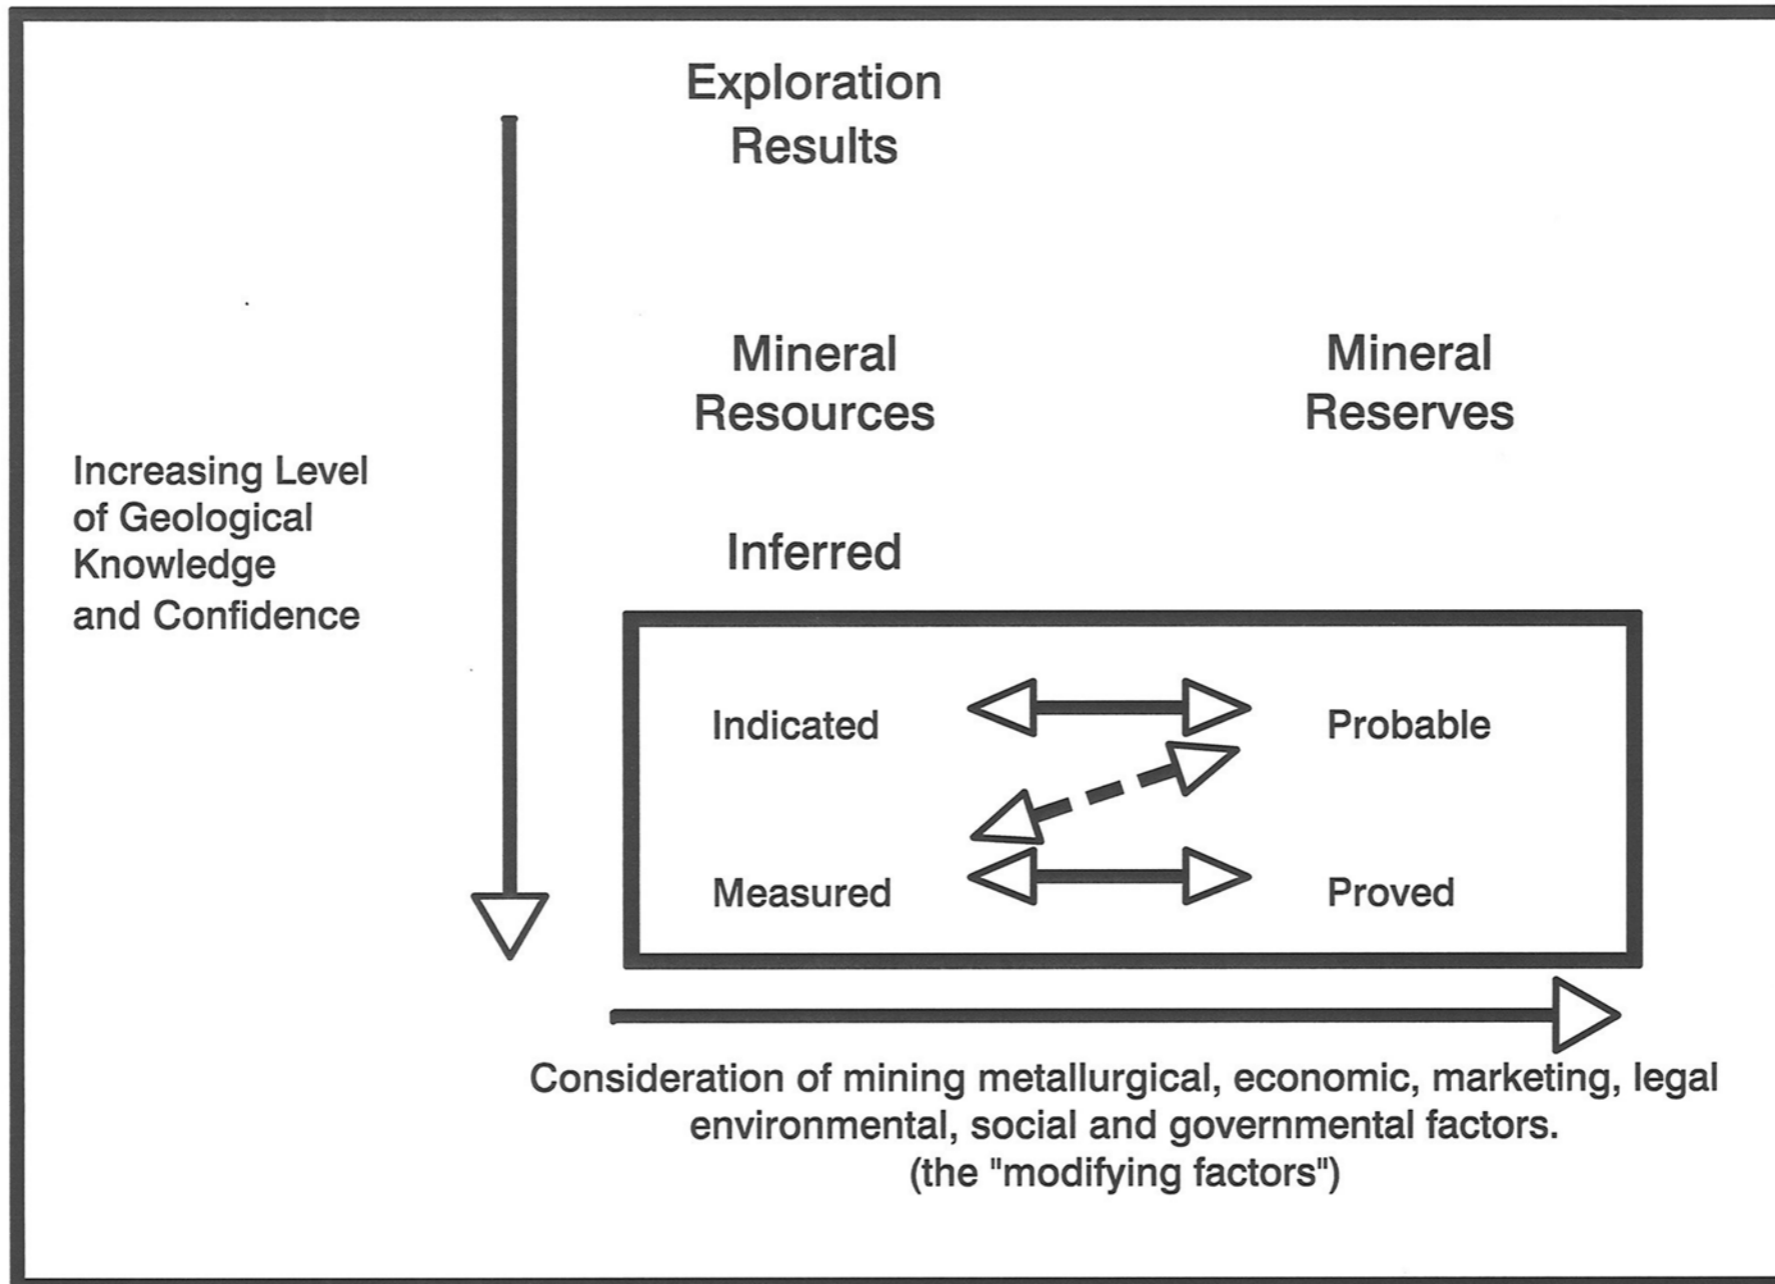 Exploration
Results
Mineral
Resources
Mineral
Reserves
Increasing Level
of Geological
Knowledge
and Confidence
Inferred
Indicated
Probable
Measured
Proved
Consideration of mining metallurgical, economic, marketing, legal
environmental, social and governmental factors.
(the "modifying factors")